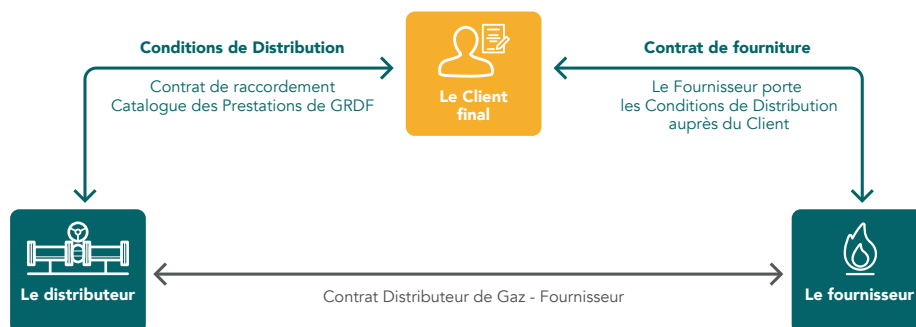 Conditions de Distribution
Contrat de raccordement
Catalogue des Prestations de GRDF
Le Client
final
Contrat de fourniture
Le Fournisseur porte
les Conditions de Distribution
auprès du Client
Le distributeur
Contrat Distributeur de Gaz - Fournisseur
Le fournisseur